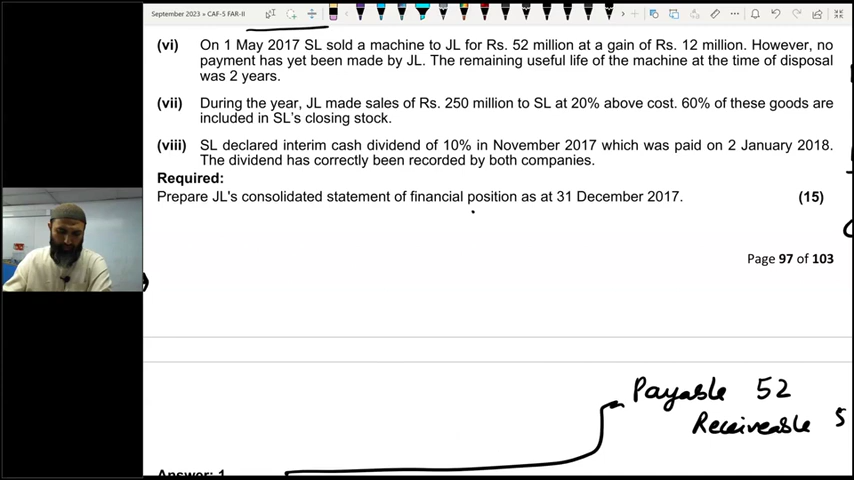 September 2023 » CAF-5 FAR-II
(vi) On 1 May 2017 SL sold a machine to JL for Rs. 52 million at a gain of Rs. 12 million. However, no
payment has yet been made by JL. The remaining useful life of the machine at the time of disposal
was 2 years.
(vii) During the year, JL made sales of Rs. 250 million to SL at 20% above cost. 60% of these goods are
included in SL's closing stock.
(viii) SL declared interim cash dividend of 10% in November 2017 which was paid on 2 January 2018.
The dividend has correctly been recorded by both companies.
Required:
Prepare JL's consolidated statement of financial position as at 31 December 2017. (15)
Page 97 of 103
Payable 52
Receiveable 5
Answer: 1